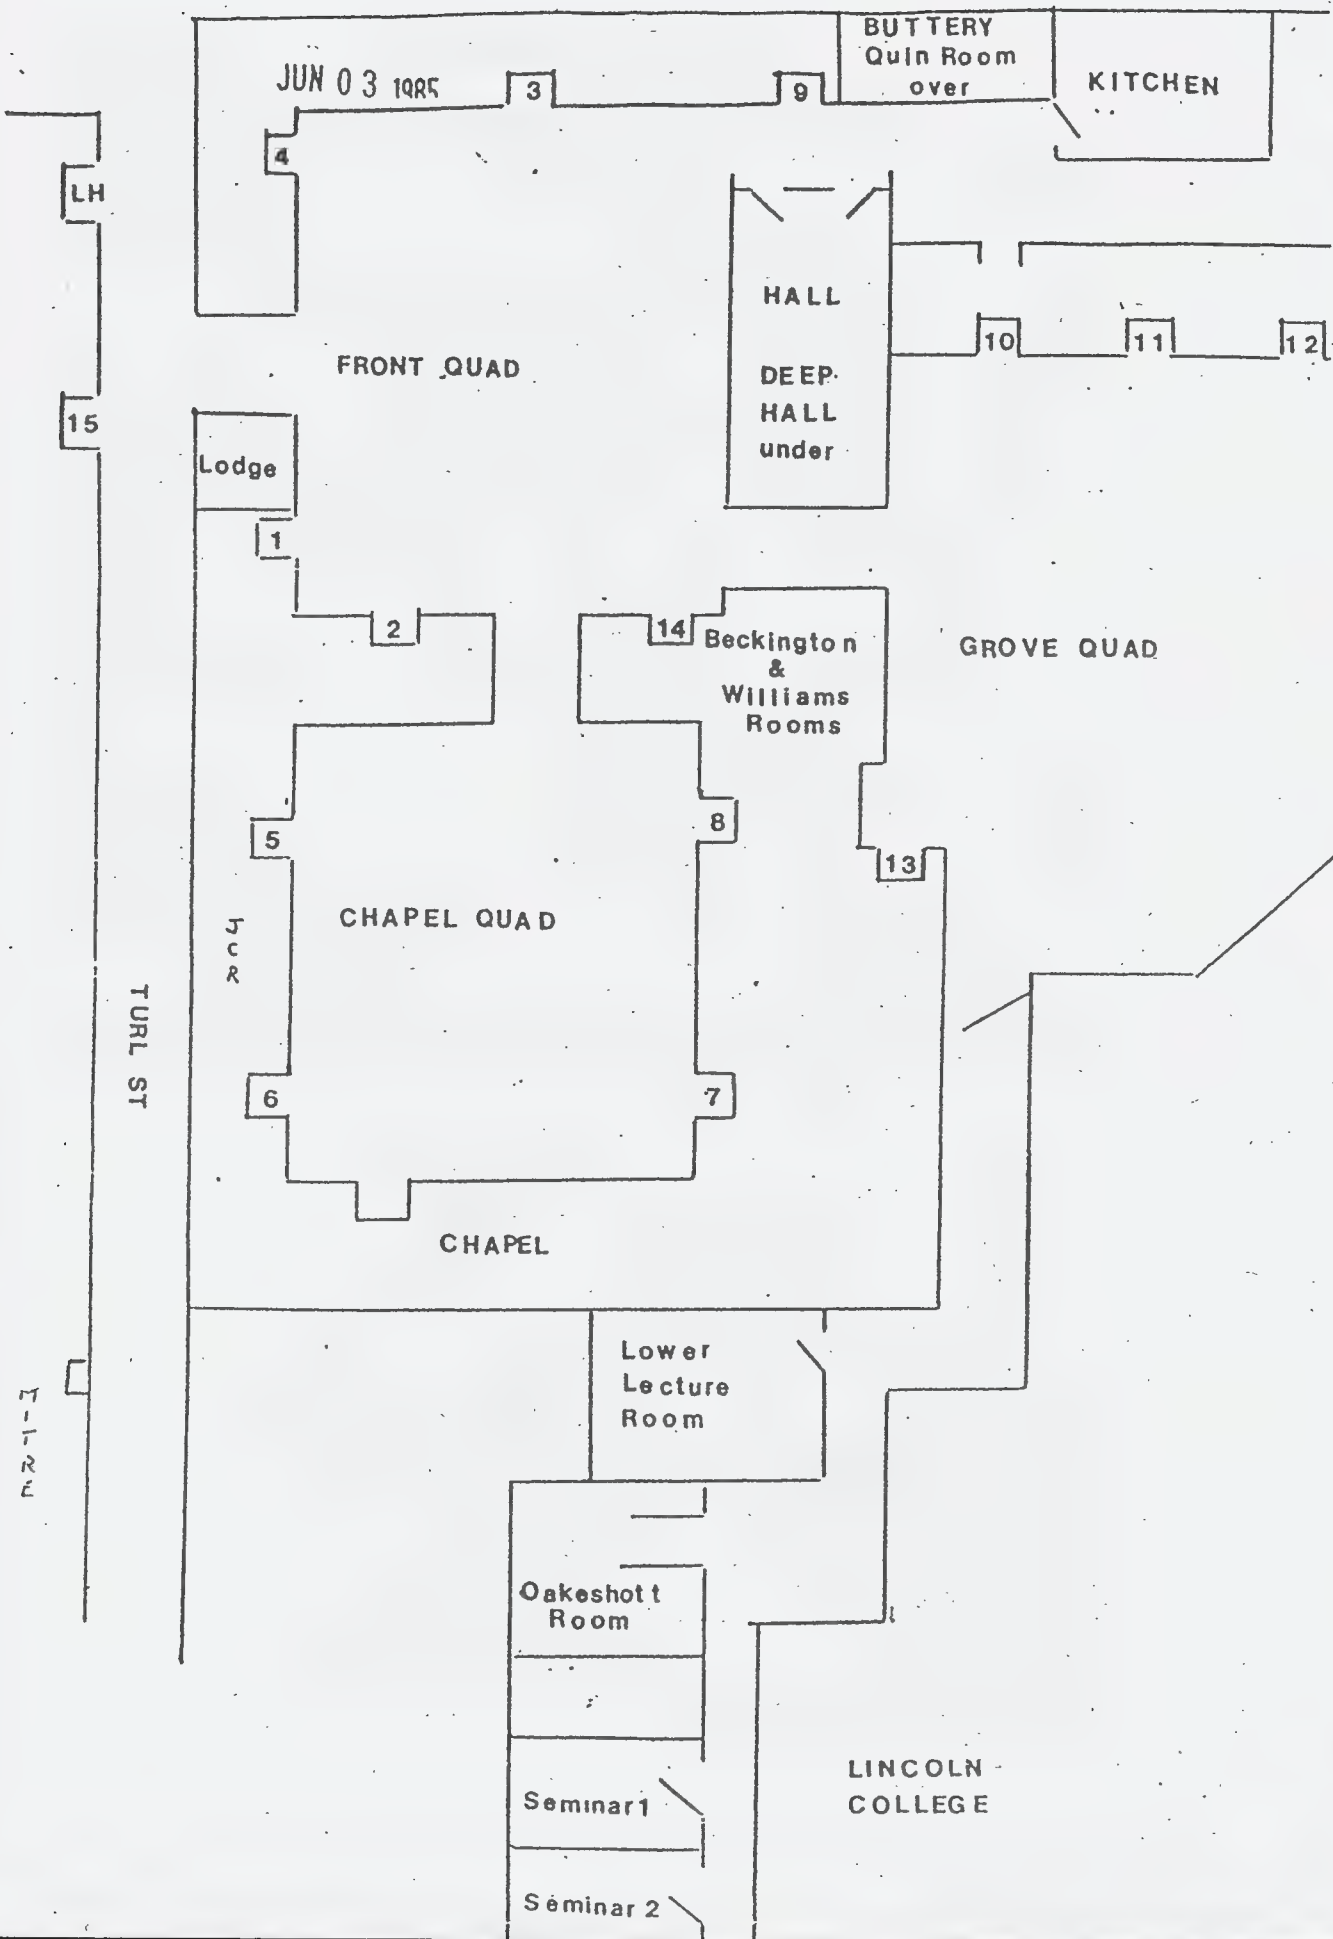 BUTTERY
Quin Room
over
KITCHEN
JUN 03 1985
3
9
4
LH
HALL
DEEP
HALL
under
10
11
12
FRONT QUAD
15
Lodge
1
2
14
Beckington
&
Williams
Rooms
GROVE QUAD
5
8
13
CHAPEL QUAD
JCR
TURL ST
6
7
CHAPEL
Lower
Lecture
Room
MITRE
Oakeshott
Room
Seminar 1
Seminar 2
LINCOLN
COLLEGE